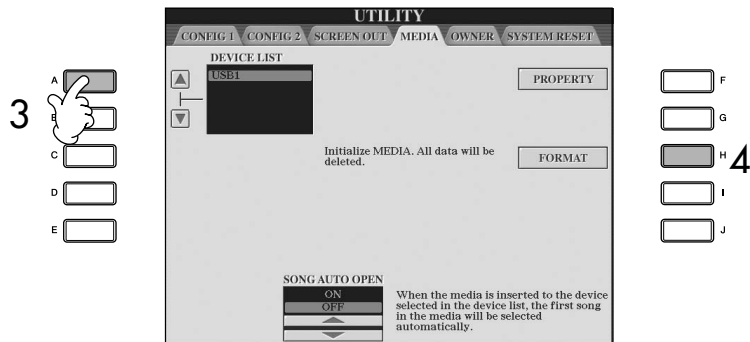 UTILITY
CONFIG 1 CONFIG 2 SCREEN OUT MEDIA OWNER SYSTEM RESET
DEVICE LIST
USB1
PROPERTY
Initialize MEDIA. All data will be
deleted.
FORMAT
SONG AUTO OPEN
ON
OFF
When the media is inserted to the device
selected in the device list, the first song
in the media will be selected
automatically.
3
A
B
C
D
E
F
G
H
4
I
J